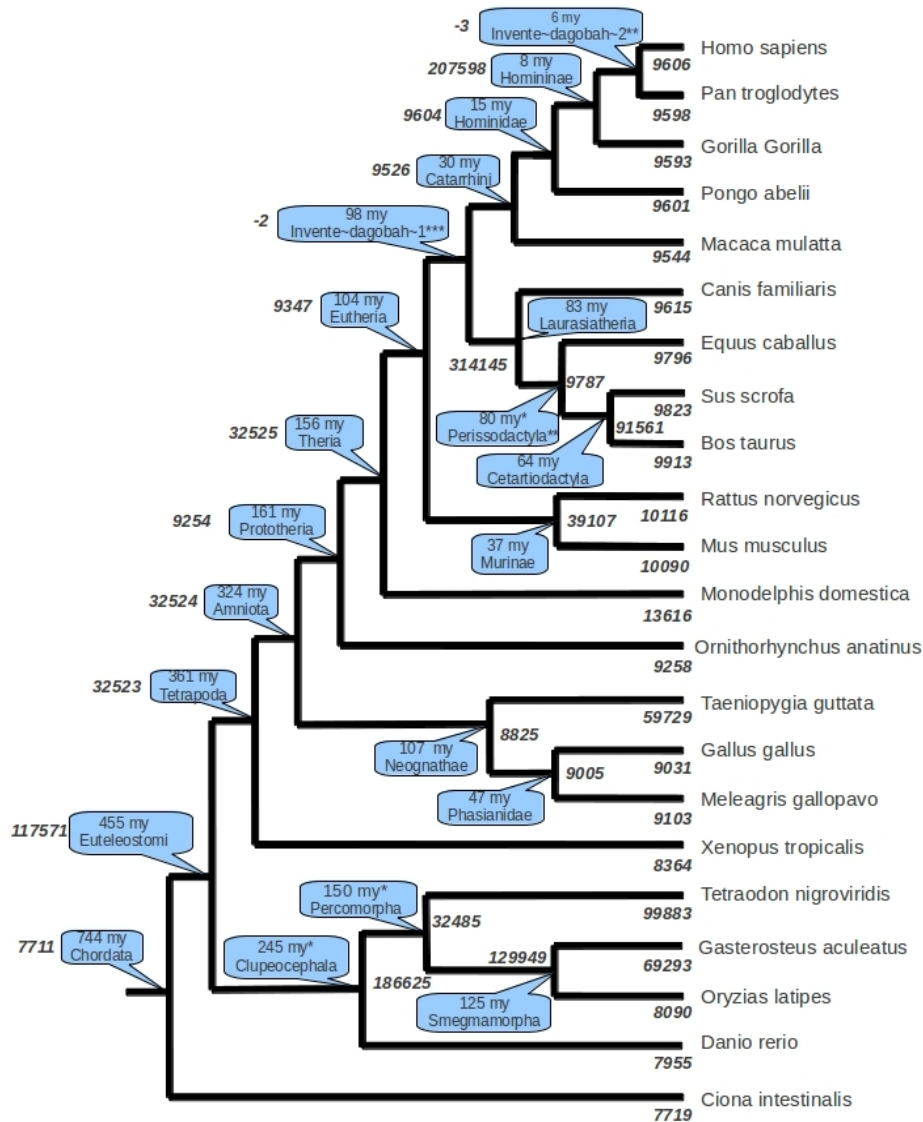 6 my
-3
Invente~dagobah~2**
Homo sapiens
9606
8 my
207598
Homininae
Pan troglodytes
9598
15 my
9604
Hominidae
Gorilla Gorilla
9593
30 my
9526
Catarrhini
Pongo abelii
9601
98 my
-2
Invente~dagobah~1***
Macaca mulatta
9544
Canis familiaris
9615
104 my
9347
Eutheria
83 my
Laurasiatheria
314145
Equus caballus
9796
9787
Sus scrofa
9823
80 my*
Perissodactyla**
91561
156 my
32525
Theria
Bos taurus
9913
64 my
Cetartiodactyla
Rattus norvegicus
10116
161 my
9254
Prototheria
39107
37 my
Murinae
Mus musculus
10090
324 my
32524
Amniota
Monodelphis domestica
13616
Ornithorhynchus anatinus
9258
361 my
32523
Tetrapoda
Taeniopygia guttata
59729
8825
107 my
Neognathae
Gallus gallus
9031
9005
47 my
Phasianidae
Meleagris gallopavo
9103
455 my
117571
Euteleostomi
Xenopus tropicalis
8364
150 my*
Percomorpha
Tetraodon nigroviridis
99883
32485
744 my
7711
Chordata
245 my*
Clupeocephala
129949
Gasterosteus aculeatus
69293
186625
125 my
Smegmamorpha
Oryzias latipes
8090
Danio rerio
7955
Ciona intestinalis
7719